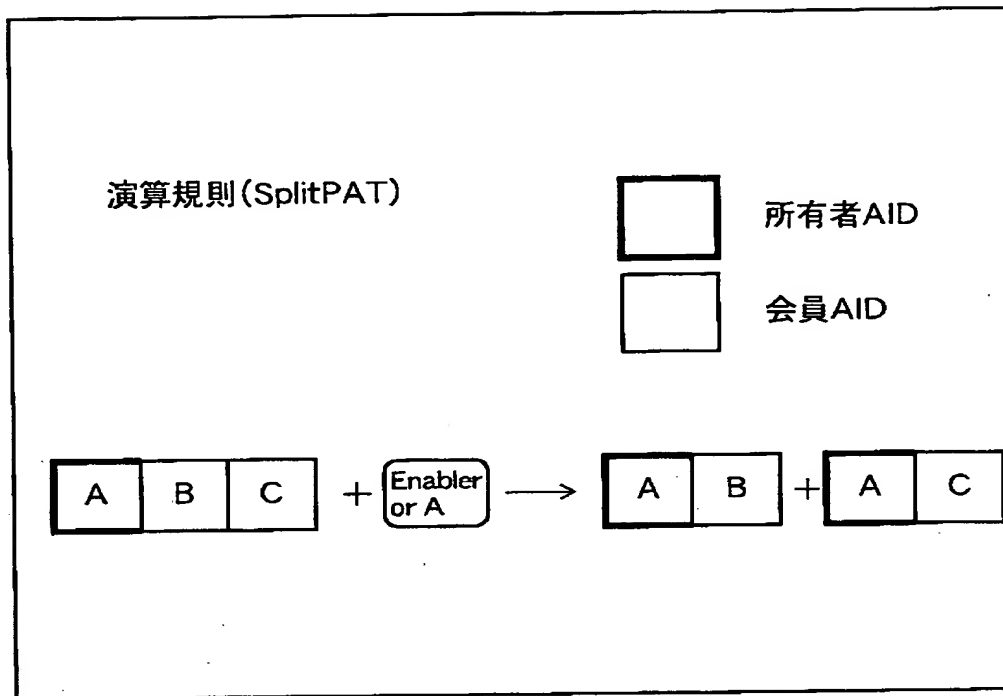 演算規則(SplitPAT)
所有者AID
会員AID
A B C + Enabler or A → A B + A C